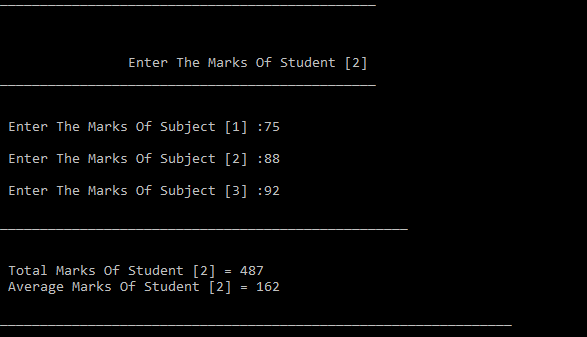 Enter The Marks Of Student [2]
Enter The Marks Of Subject [1] :75
Enter The Marks Of Subject [2] :88
Enter The Marks Of Subject [3] :92
Total Marks Of Student [2] = 487
Average Marks Of Student [2] = 162